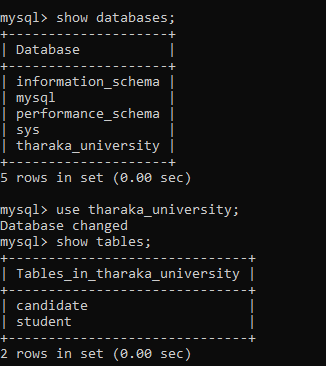 mysql> show databases;
+--------------------+
| Database           |
+--------------------+
| information_schema |
| mysql              |
| performance_schema |
| sys                |
| tharaka_university |
+--------------------+
5 rows in set (0.00 sec)

mysql> use tharaka_university;
Database changed
mysql> show tables;
+------------------------------+
| Tables_in_tharaka_university |
+------------------------------+
| candidate                    |
| student                      |
+------------------------------+
2 rows in set (0.00 sec)